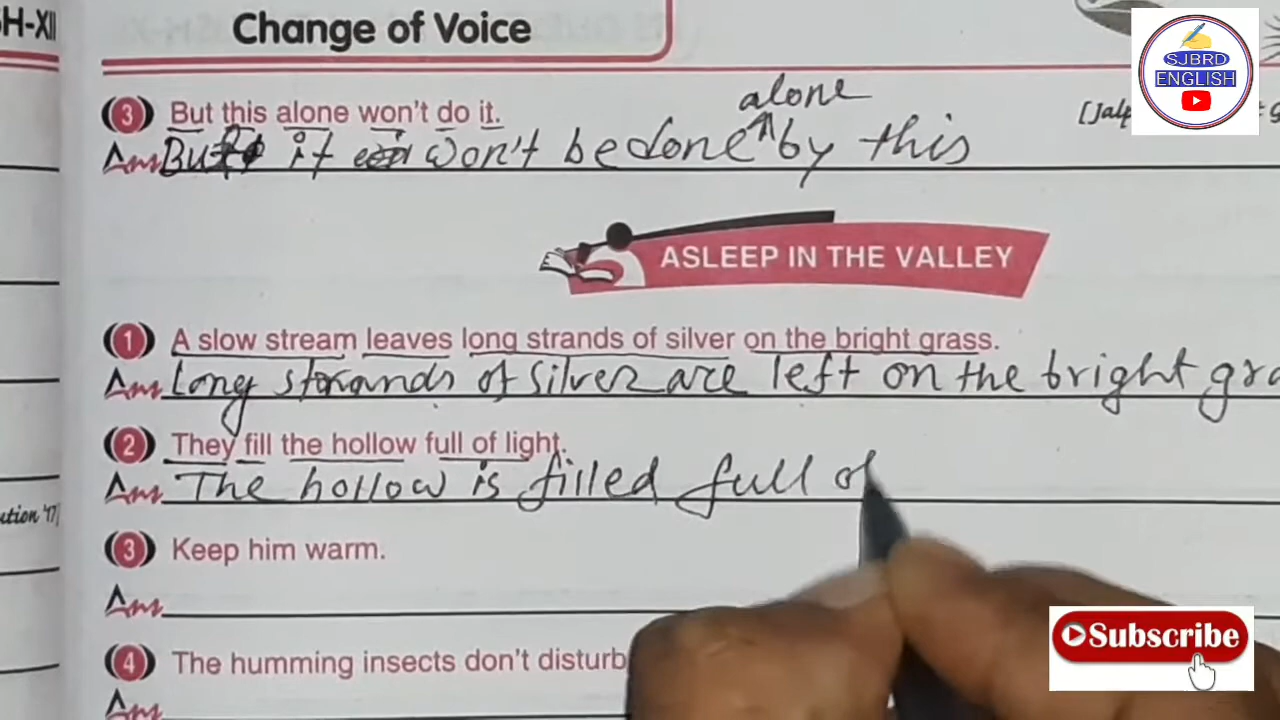 SH-XII
Change of Voice
SJBRD
ENGLISH
3 But this alone won't do it.
alone
Ans But it won't be done ^ by this
ASLEEP IN THE VALLEY
1 A slow stream leaves long strands of silver on the bright grass.
Ans Long strands of silver are left on the bright gra
2 They fill the hollow full of light.
Ans The hollow is filled full of
ution '17]
3 Keep him warm.
Ans
4 The humming insects don't disturb
Ans
Subscribe